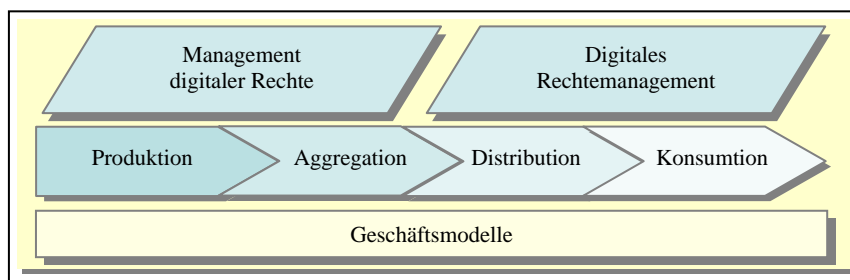 Management
digitaler Rechte
Digitales
Rechtemanagement
Produktion
Aggregation
Distribution
Konsumtion
Geschäftsmodelle